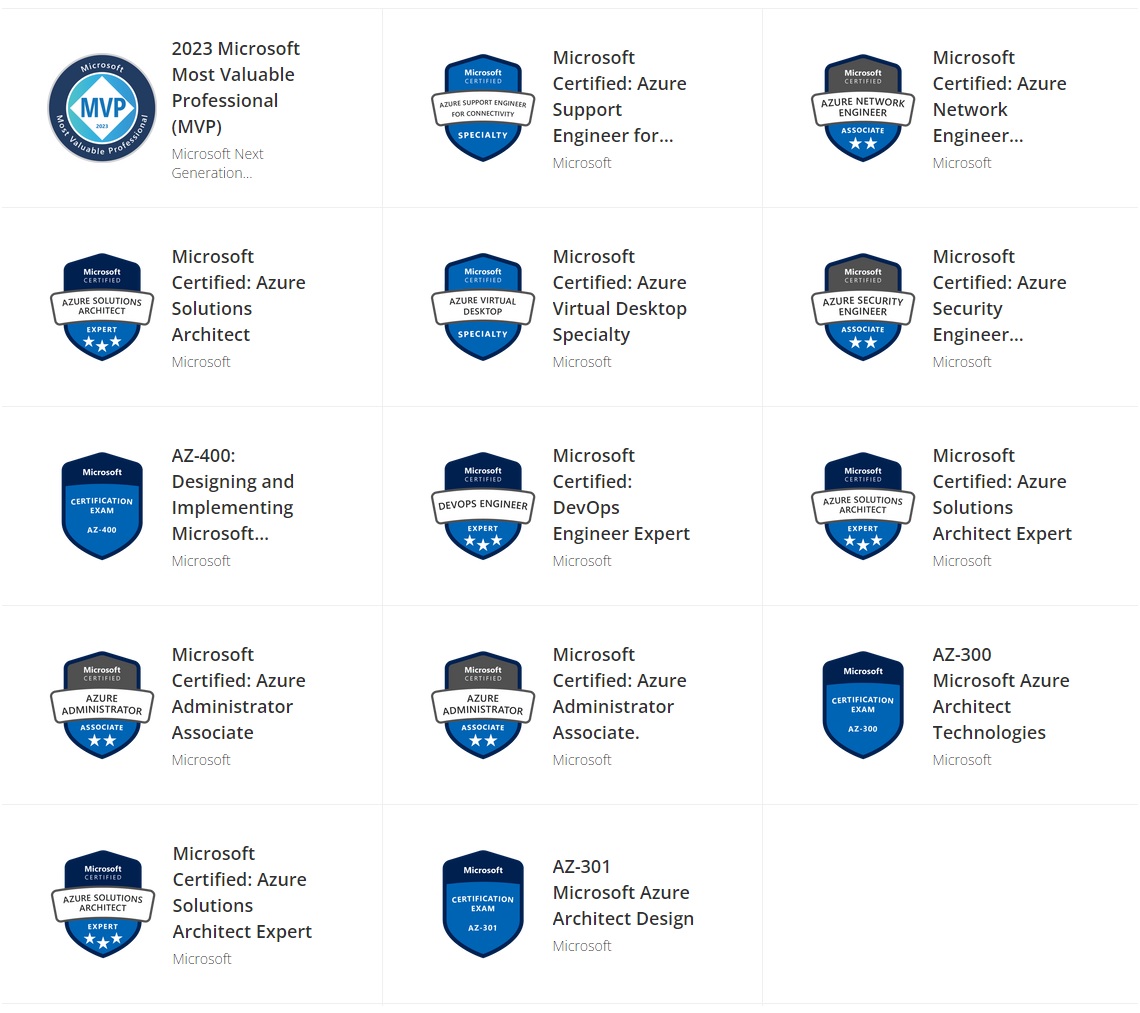 Microsoft
MVP
2023
Most Valuable Professional
2023 Microsoft
Most Valuable
Professional
(MVP)
Microsoft Next
Generation...
Microsoft
CERTIFIED
AZURE SUPPORT ENGINEER
FOR CONNECTIVITY
SPECIALTY
Microsoft
Certified: Azure
Support
Engineer for...
Microsoft
Microsoft
CERTIFIED
AZURE NETWORK
ENGINEER
ASSOCIATE
Microsoft
Certified: Azure
Network
Engineer...
Microsoft
Microsoft
CERTIFIED
AZURE SOLUTIONS
ARCHITECT
EXPERT
Microsoft
Certified: Azure
Solutions
Architect
Microsoft
Microsoft
CERTIFIED
AZURE VIRTUAL
DESKTOP
SPECIALTY
Microsoft
Certified: Azure
Virtual Desktop
Specialty
Microsoft
Microsoft
CERTIFIED
AZURE SECURITY
ENGINEER
ASSOCIATE
Microsoft
Certified: Azure
Security
Engineer...
Microsoft
Microsoft
CERTIFICATION
EXAM
AZ-400
AZ-400:
Designing and
Implementing
Microsoft...
Microsoft
Microsoft
CERTIFIED
DEVOPS ENGINEER
EXPERT
Microsoft
Certified:
DevOps
Engineer Expert
Microsoft
Microsoft
CERTIFIED
AZURE SOLUTIONS
ARCHITECT
EXPERT
Microsoft
Certified: Azure
Solutions
Architect Expert
Microsoft
Microsoft
CERTIFIED
AZURE
ADMINISTRATOR
ASSOCIATE
Microsoft
Certified: Azure
Administrator
Associate
Microsoft
Microsoft
CERTIFIED
AZURE
ADMINISTRATOR
ASSOCIATE
Microsoft
Certified: Azure
Administrator
Associate.
Microsoft
Microsoft
CERTIFICATION
EXAM
AZ-300
AZ-300
Microsoft Azure
Architect
Technologies
Microsoft
Microsoft
CERTIFIED
AZURE SOLUTIONS
ARCHITECT
EXPERT
Microsoft
Certified: Azure
Solutions
Architect Expert
Microsoft
Microsoft
CERTIFICATION
EXAM
AZ-301
AZ-301
Microsoft Azure
Architect Design
Microsoft